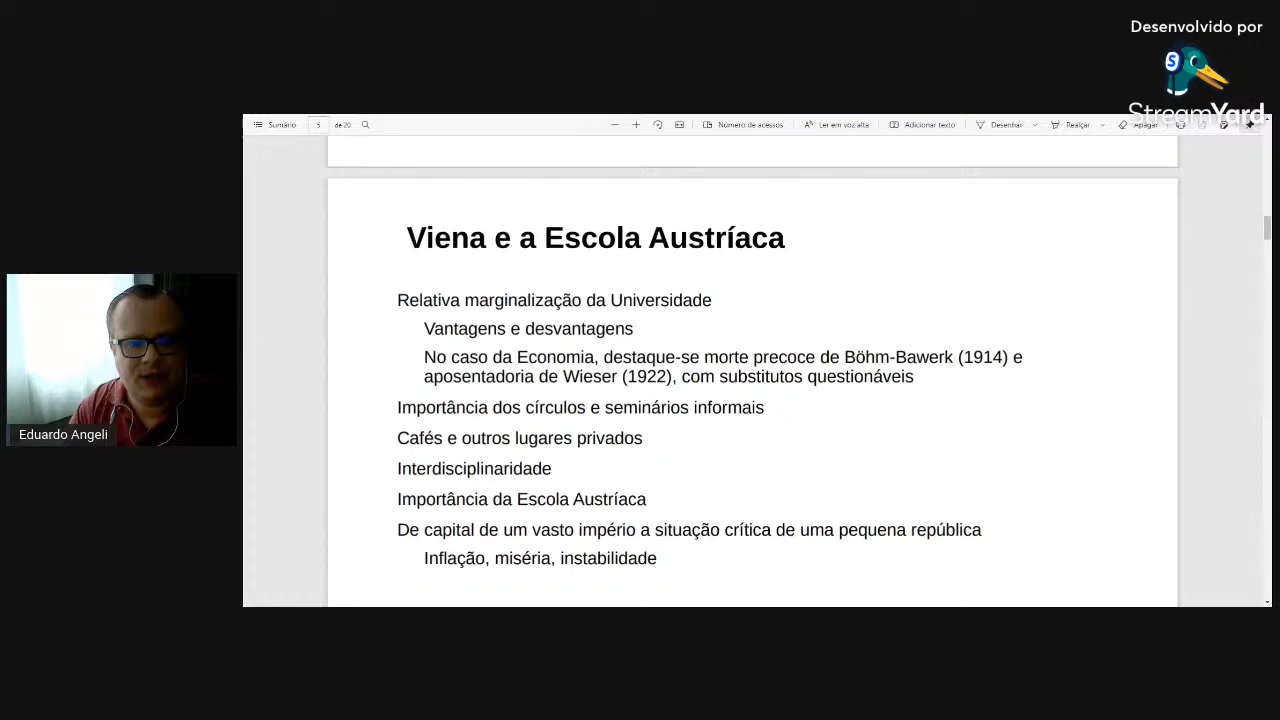 Desenvolvido por
StreamYard
Sumário 5 de 20 Número de acessos Ler em voz alta Adicionar texto Desenhar Realçar Apagar
Viena e a Escola Austríaca
Relativa marginalização da Universidade
Vantagens e desvantagens
No caso da Economia, destaque-se morte precoce de Böhm-Bawerk (1914) e
aposentadoria de Wieser (1922), com substitutos questionáveis
Importância dos círculos e seminários informais
Cafés e outros lugares privados
Eduardo Angeli
Interdisciplinaridade
Importância da Escola Austríaca
De capital de um vasto império a situação crítica de uma pequena república
Inflação, miséria, instabilidade